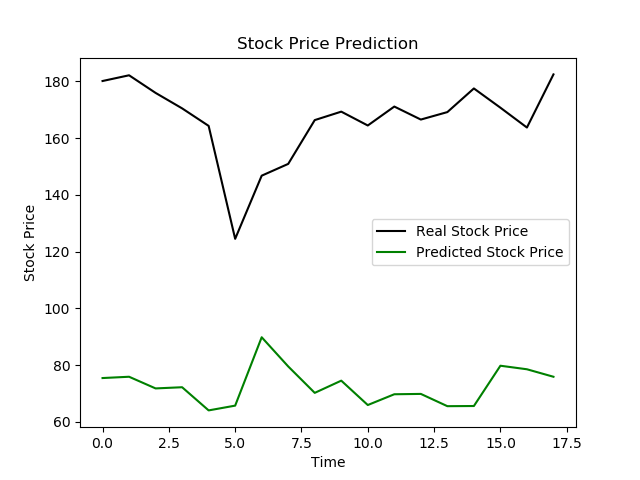 Stock Price Prediction
180
160
140
120
100
80
60
Stock Price
Real Stock Price
Predicted Stock Price
0.0 2.5 5.0 7.5 10.0 12.5 15.0 17.5
Time